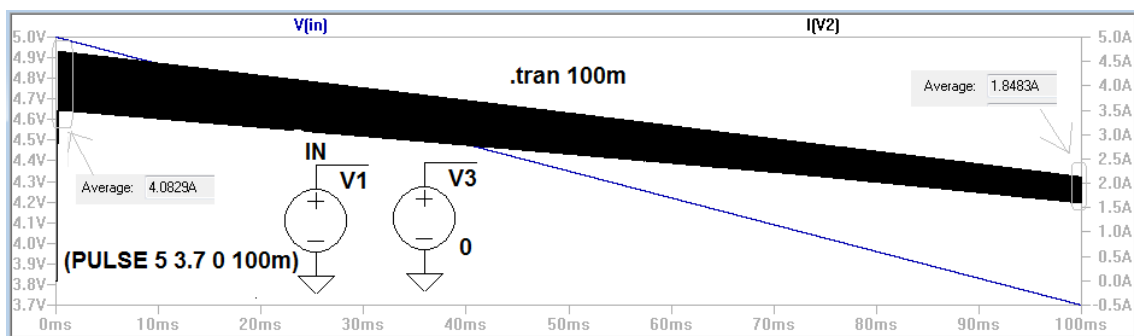 V(in) I(V2)
5.0V 5.0A
4.9V 4.5A
4.8V 4.0A
4.7V 3.5A
4.6V 3.0A
4.5V 2.5A
4.4V 2.0A
4.3V 1.5A
4.2V 1.0A
4.1V 0.5A
4.0V 0.0A
3.9V
3.8V
3.7V -0.5A
.tran 100m
Average: 1.8483A
Average: 4.0829A
IN
V1
V3
0
(PULSE 5 3.7 0 100m)
0ms 10ms 20ms 30ms 40ms 50ms 60ms 70ms 80ms 90ms 100ms